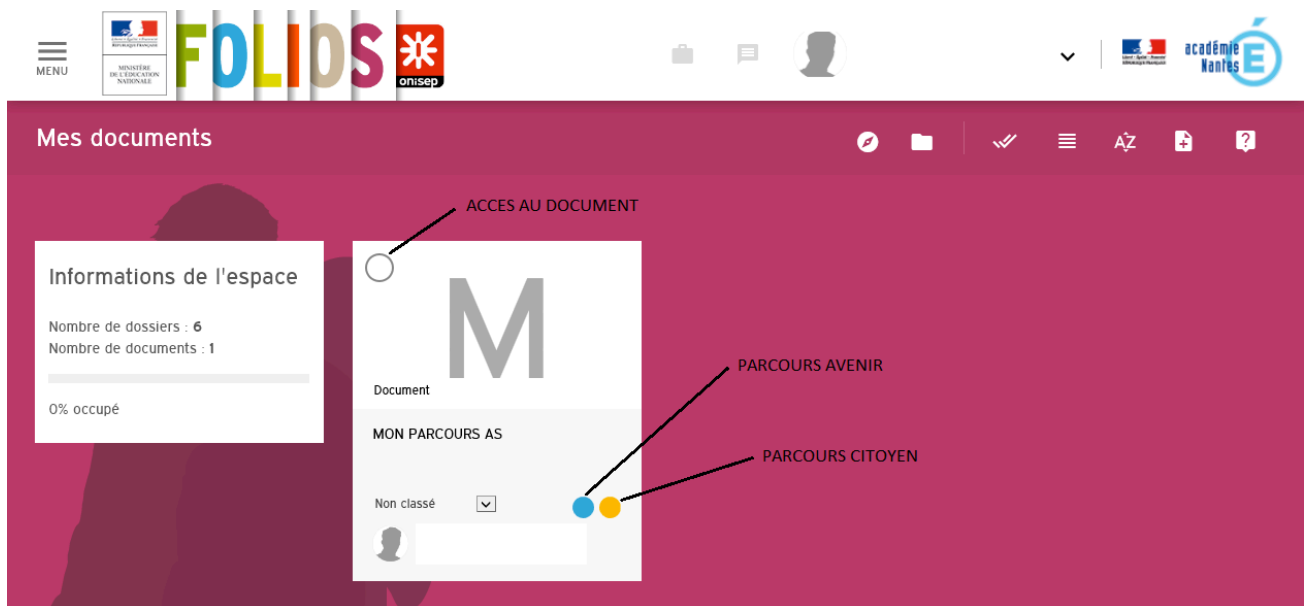 MENU
MINISTÈRE
DE L'ÉDUCATION
NATIONALE
FOLIOS
onisep
académie
Nantes
É
Mes documents
AZ
ACCES AU DOCUMENT
Informations de l'espace
Nombre de dossiers : 6
Nombre de documents : 1
0% occupé
M
Document
MON PARCOURS AS
Non classé
PARCOURS AVENIR
PARCOURS CITOYEN